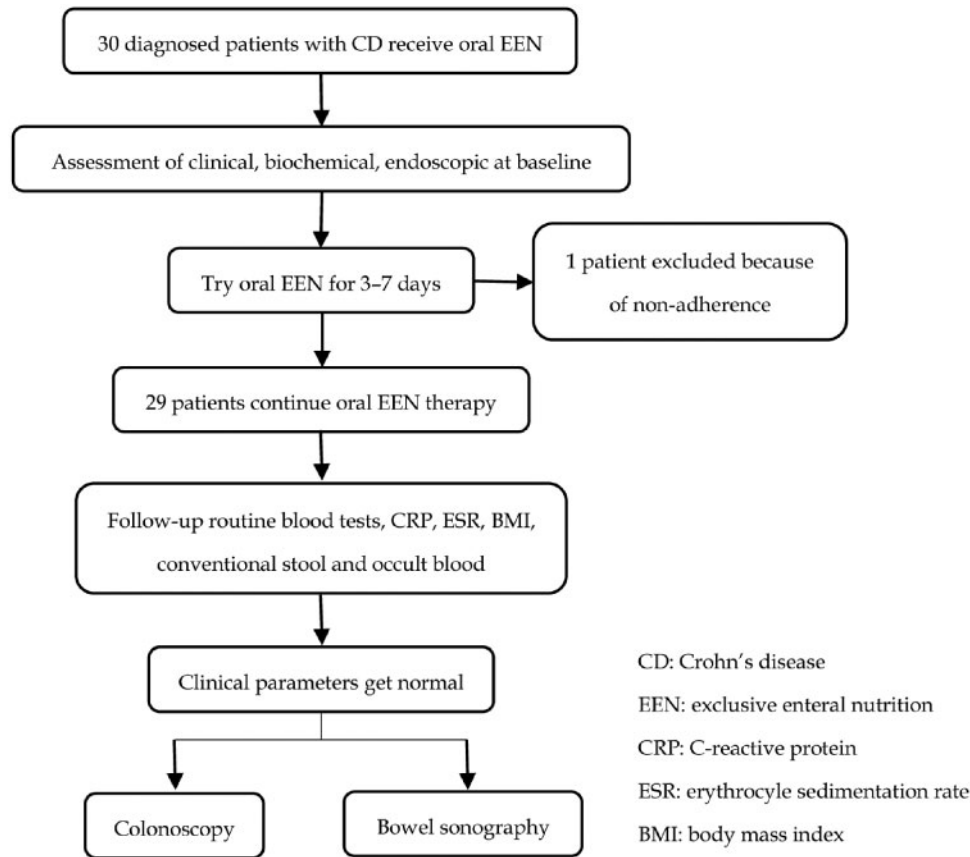 30 diagnosed patients with CD receive oral EEN
Assessment of clinical, biochemical, endoscopic at baseline
Try oral EEN for 3–7 days
1 patient excluded because
of non-adherence
29 patients continue oral EEN therapy
Follow-up routine blood tests, CRP, ESR, BMI,
conventional stool and occult blood
Clinical parameters get normal
Colonoscopy
Bowel sonography
CD: Crohn's disease
EEN: exclusive enteral nutrition
CRP: C-reactive protein
ESR: erythrocyle sedimentation rate
BMI: body mass index